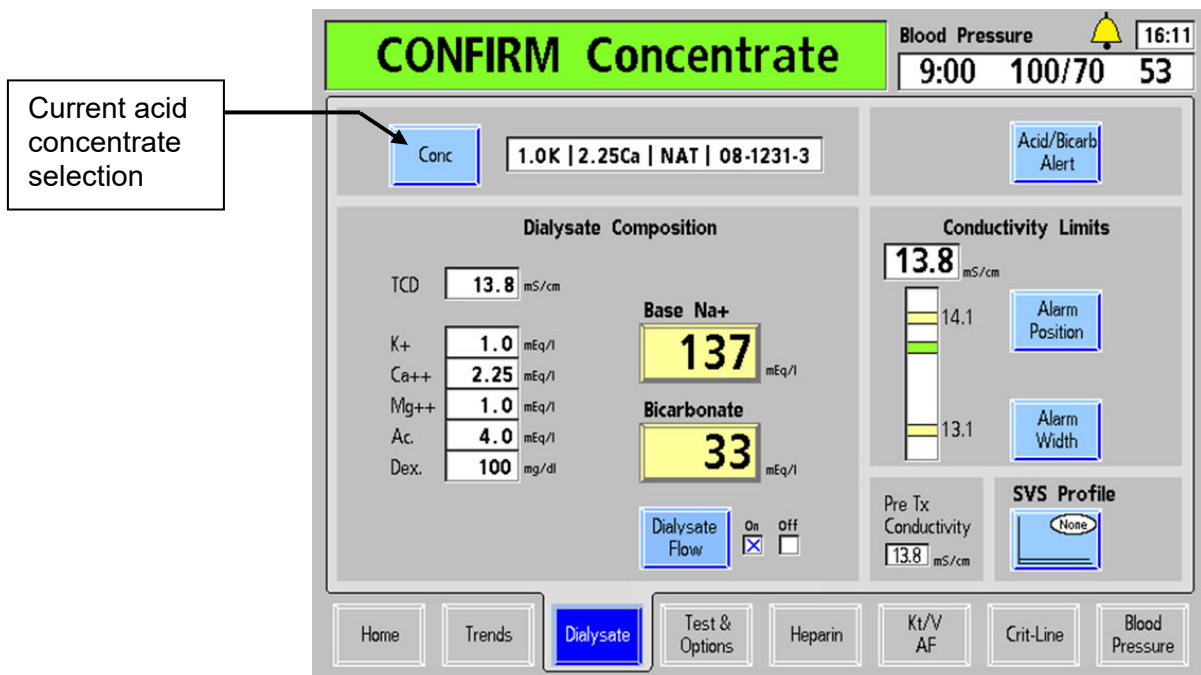 Current acid
concentrate
selection
CONFIRM Concentrate
Blood Pressure
16:11
9:00 100/70 53
Conc
1.0K | 2.25Ca | NAT | 08-1231-3
Acid/Bicarb
Alert
Dialysate Composition
TCD 13.8 mS/cm
K+ 1.0 mEq/l
Ca++ 2.25 mEq/l
Mg++ 1.0 mEq/l
Ac. 4.0 mEq/l
Dex. 100 mg/dl
Base Na+
137 mEq/l
Bicarbonate
33 mEq/l
Dialysate
Flow
On Off
Conductivity Limits
13.8 mS/cm
14.1
13.1
Alarm
Position
Alarm
Width
Pre Tx
Conductivity
13.8 mS/cm
SVS Profile
None
Home
Trends
Dialysate
Test &
Options
Heparin
Kt/V
AF
Crit-Line
Blood
Pressure